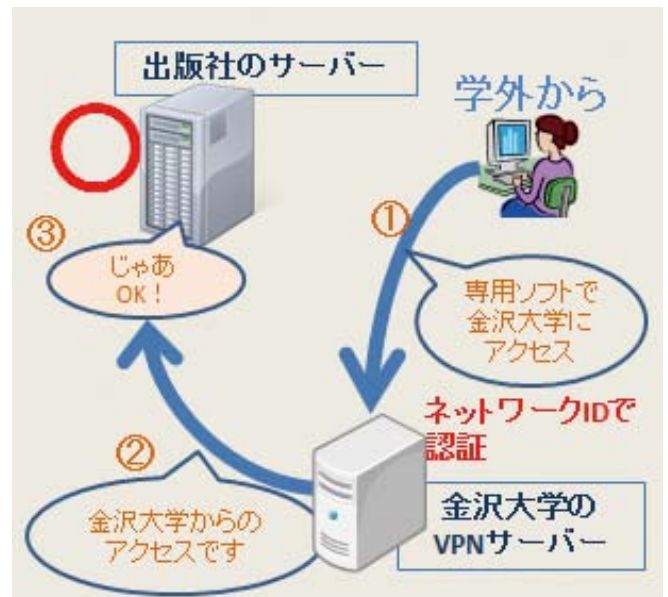 出版社のサーバー
学外から
①
専用ソフトで
金沢大学に
アクセス
ネットワークIDで
認証
金沢大学の
VPNサーバー
②
金沢大学からの
アクセスです
③
じゃあ
OK!